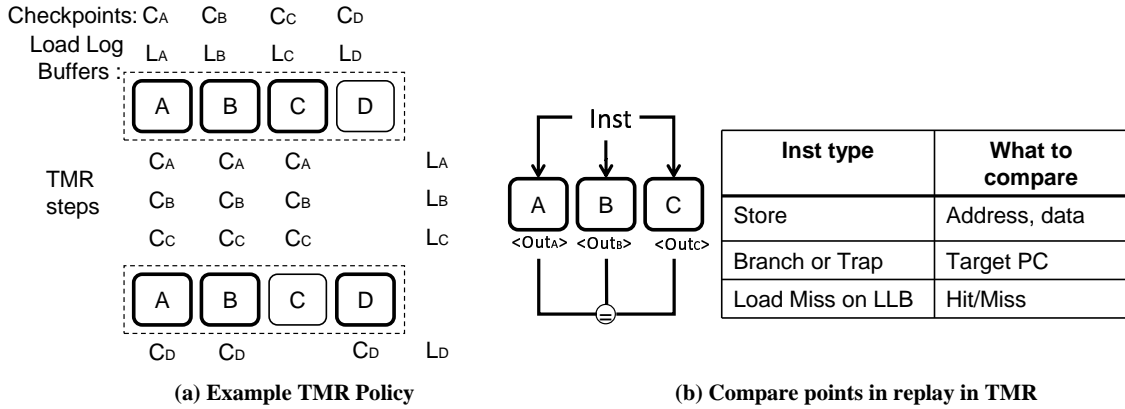 Checkpoints: CA CB CC CD
Load Log Buffers : LA LB LC LD
A B C D
TMR steps
CA CA CA LA
CB CB CB LB
CC CC CC LC
A B C D
CD CD CD LD
(a) Example TMR Policy
Inst
A B C
<OutA> <OutB> <OutC>
=
Inst type What to compare
Store Address, data
Branch or Trap Target PC
Load Miss on LLB Hit/Miss
(b) Compare points in replay in TMR